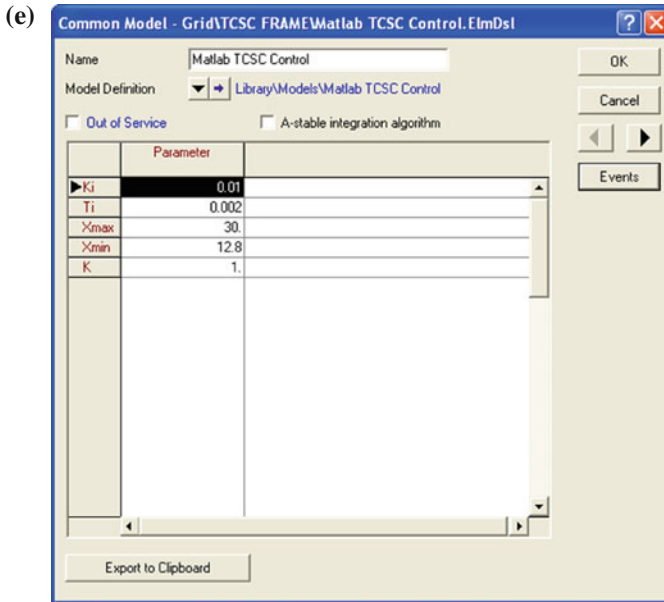 (e)
Common Model - Grid\TCSC FRAME\Matlab TCSC Control.ElmDsl
Name Matlab TCSC Control
OK
Model Definition Library\Models\Matlab TCSC Control
Cancel
Out of Service A-stable integration algorithm
Parameter
Events
Ki 0.01
Ti 0.002
Xmax 30.
Xmin 12.8
K 1.
Export to Clipboard